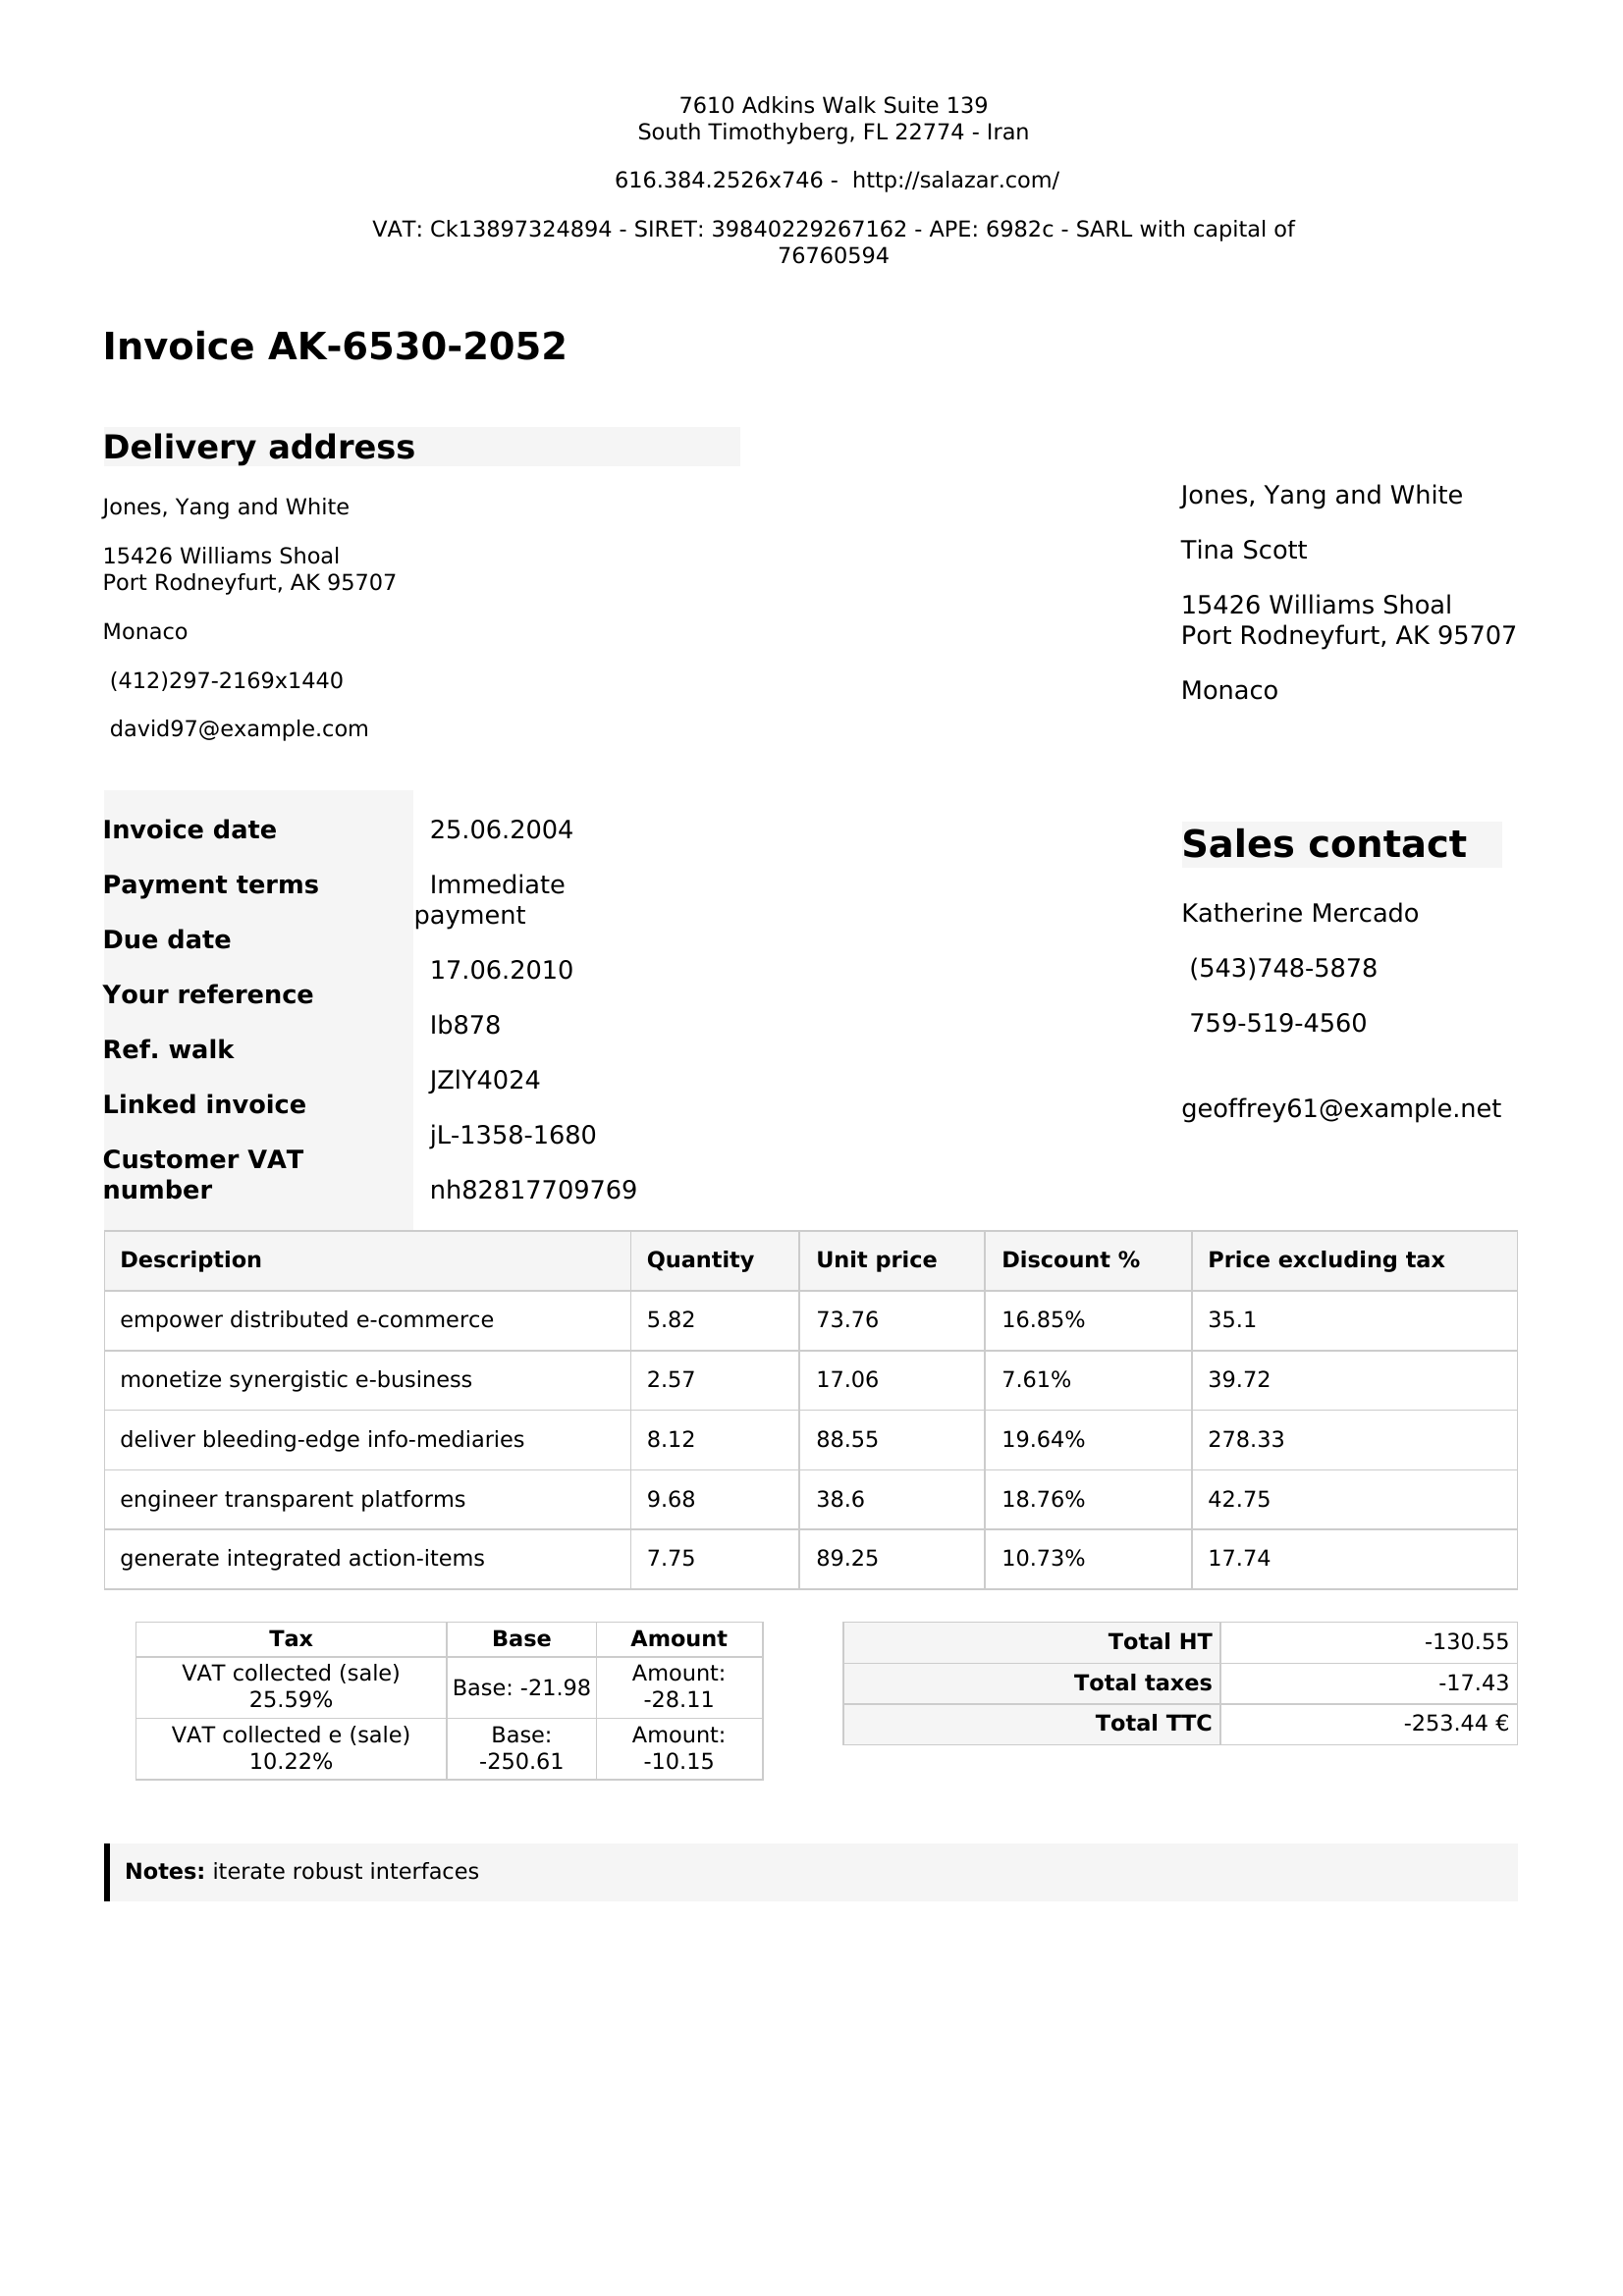 7610 Adkins Walk Suite 139
South Timothyberg, FL 22774 - Iran
616.384.2526x746 -  http://salazar.com/
VAT: Ck13897324894 - SIRET: 39840229267162 - APE: 6982c - SARL with capital of
76760594
Invoice AK-6530-2052
Delivery address
Jones, Yang and White
15426 Williams Shoal
Port Rodneyfurt, AK 95707
Monaco
(412)297-2169x1440
david97@example.com
Jones, Yang and White
Tina Scott
15426 Williams Shoal
Port Rodneyfurt, AK 95707
Monaco
Invoice date
Payment terms
Due date
Your reference
Ref. walk
Linked invoice
Customer VAT
number
25.06.2004
Immediate
payment
17.06.2010
Ib878
JZlY4024
jL-1358-1680
nh82817709769
Sales contact
Katherine Mercado
(543)748-5878
759-519-4560
geoffrey61@example.net
Description Quantity Unit price Discount % Price excluding tax
empower distributed e-commerce 5.82 73.76 16.85% 35.1
monetize synergistic e-business 2.57 17.06 7.61% 39.72
deliver bleeding-edge info-mediaries 8.12 88.55 19.64% 278.33
engineer transparent platforms 9.68 38.6 18.76% 42.75
generate integrated action-items 7.75 89.25 10.73% 17.74
Tax Base Amount
VAT collected (sale)
25.59%
Base: -21.98
Amount:
-28.11
VAT collected e (sale)
10.22%
Base:
-250.61
Amount:
-10.15
Total HT -130.55
Total taxes -17.43
Total TTC -253.44 €
Notes: iterate robust interfaces